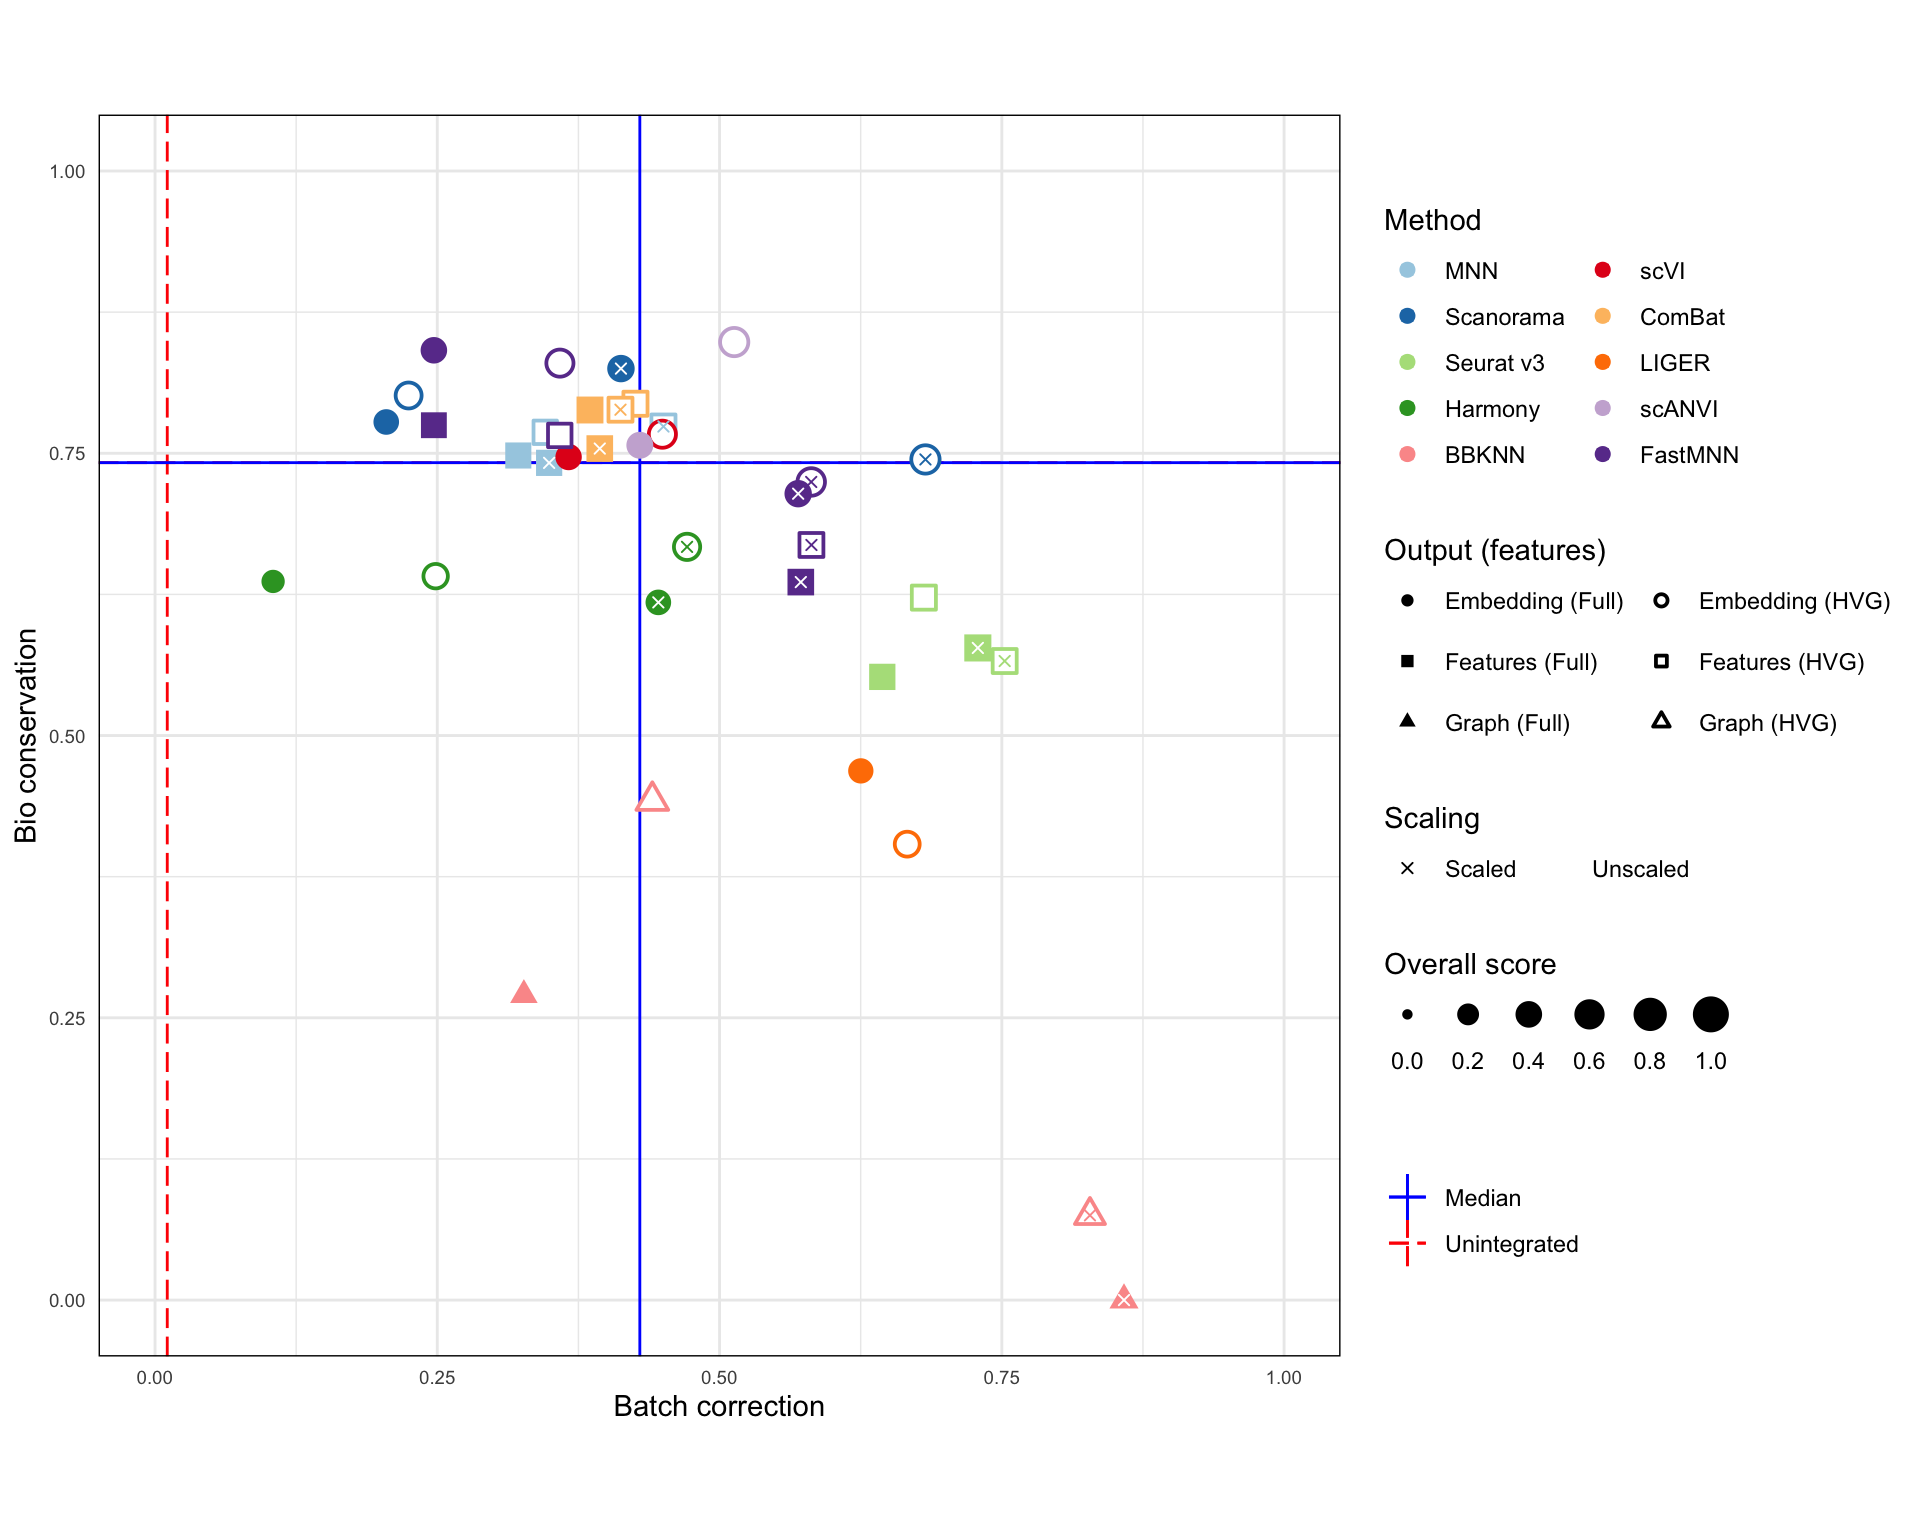 1.00
0.75
0.50
0.25
0.00
Bio conservation
0.00 0.25 0.50 0.75 1.00
Batch correction
Method
MNN scVI
Scanorama ComBat
Seurat v3 LIGER
Harmony scANVI
BBKNN FastMNN
Output (features)
Embedding (Full) Embedding (HVG)
Features (Full) Features (HVG)
Graph (Full) Graph (HVG)
Scaling
Scaled Unscaled
Overall score
0.0 0.2 0.4 0.6 0.8 1.0
Median
Unintegrated